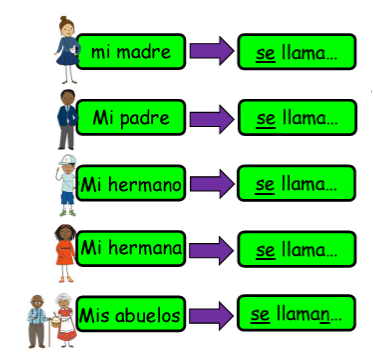 mi madre se llama...
Mi padre se llama...
Mi hermano se llama...
Mi hermana se llama...
Mis abuelos se llaman...